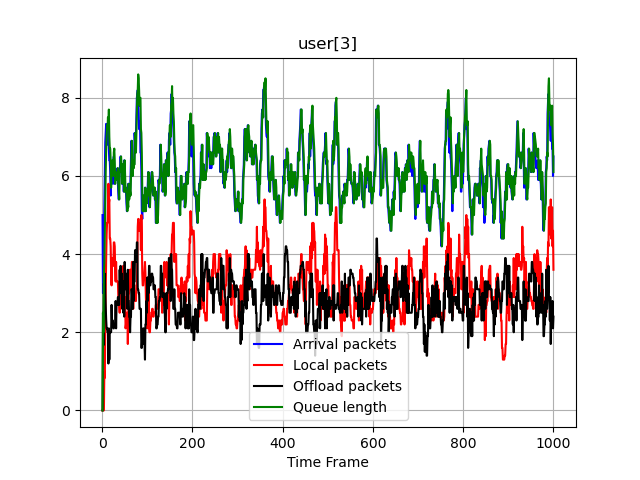 user[3]
8
6
4
2
0
Arrival packets
Local packets
Offload packets
Queue length
0 200 400 600 800 1000
Time Frame